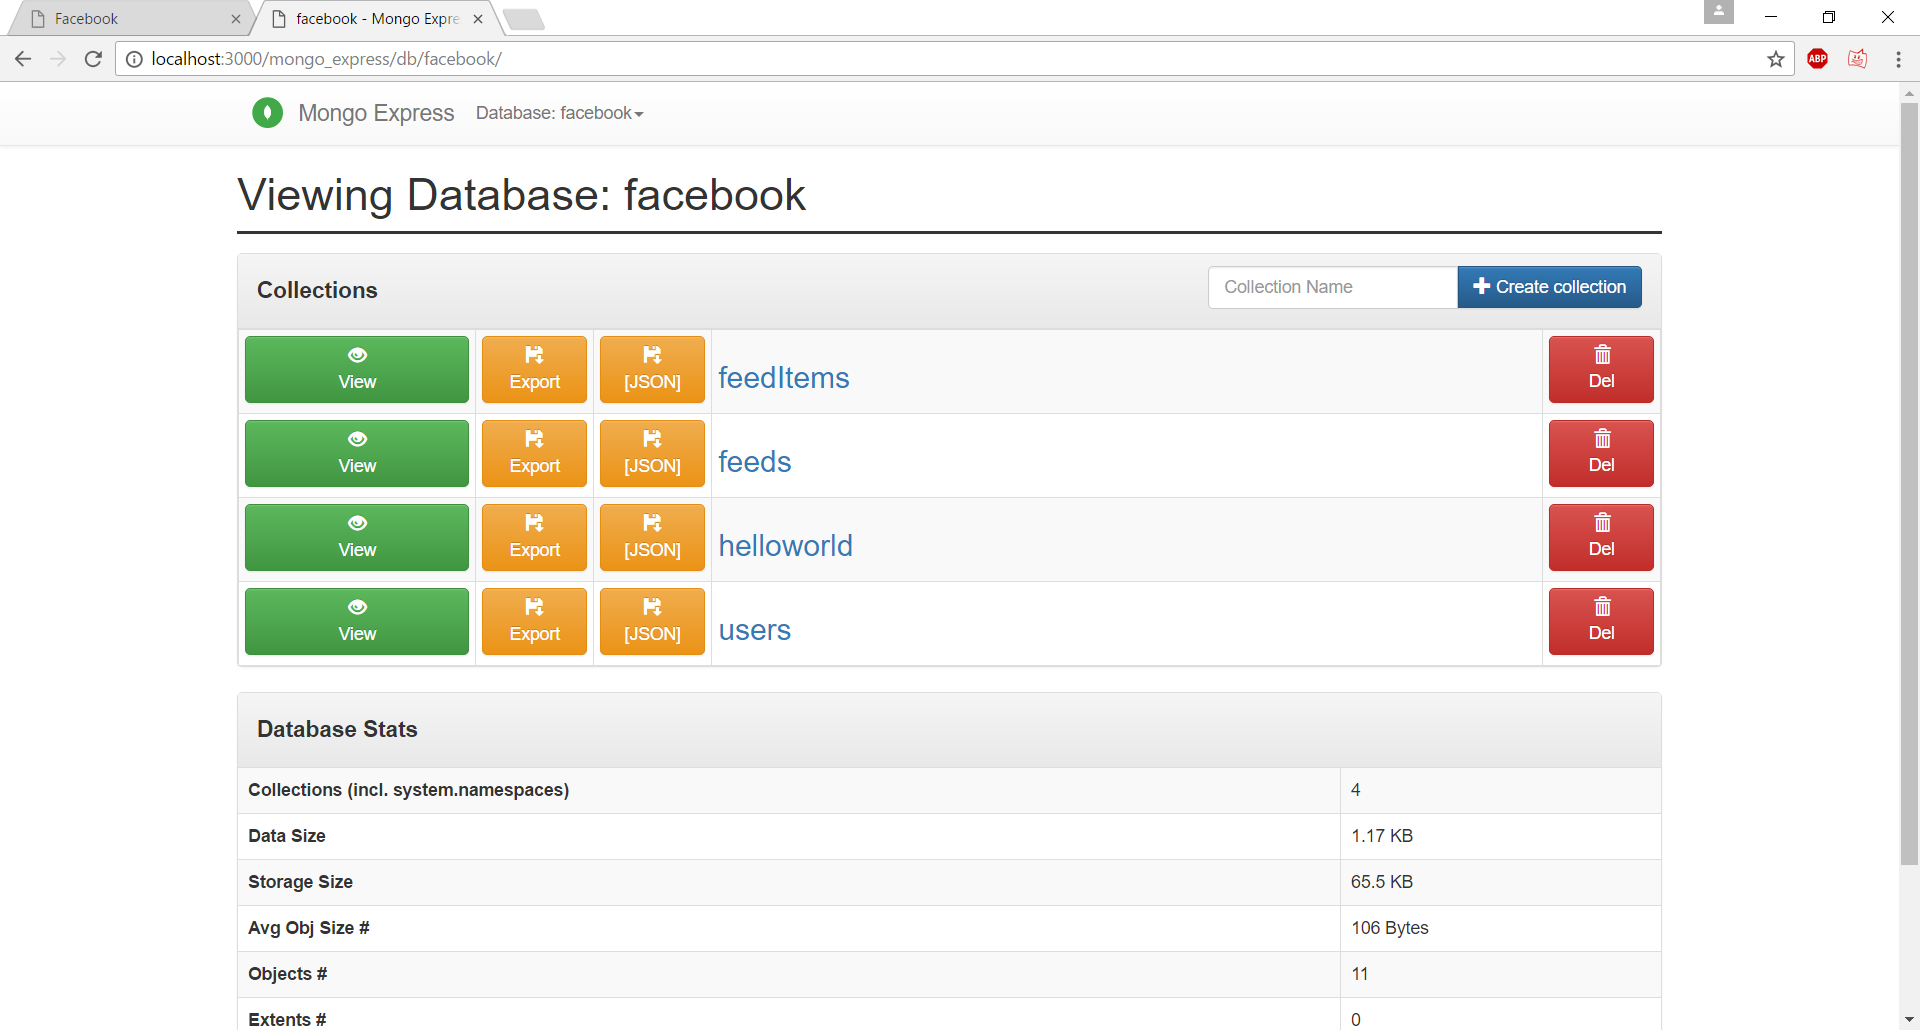 Facebook
facebook - Mongo Expre
localhost:3000/mongo_express/db/facebook/
ABP
Mongo Express Database: facebook
Viewing Database: facebook
Collections Collection Name Create collection
View Export [JSON] feedItems Del
View Export [JSON] feeds Del
View Export [JSON] helloworld Del
View Export [JSON] users Del
Database Stats
Collections (incl. system.namespaces) 4
Data Size 1.17 KB
Storage Size 65.5 KB
Avg Obj Size # 106 Bytes
Objects # 11
Extents # 0